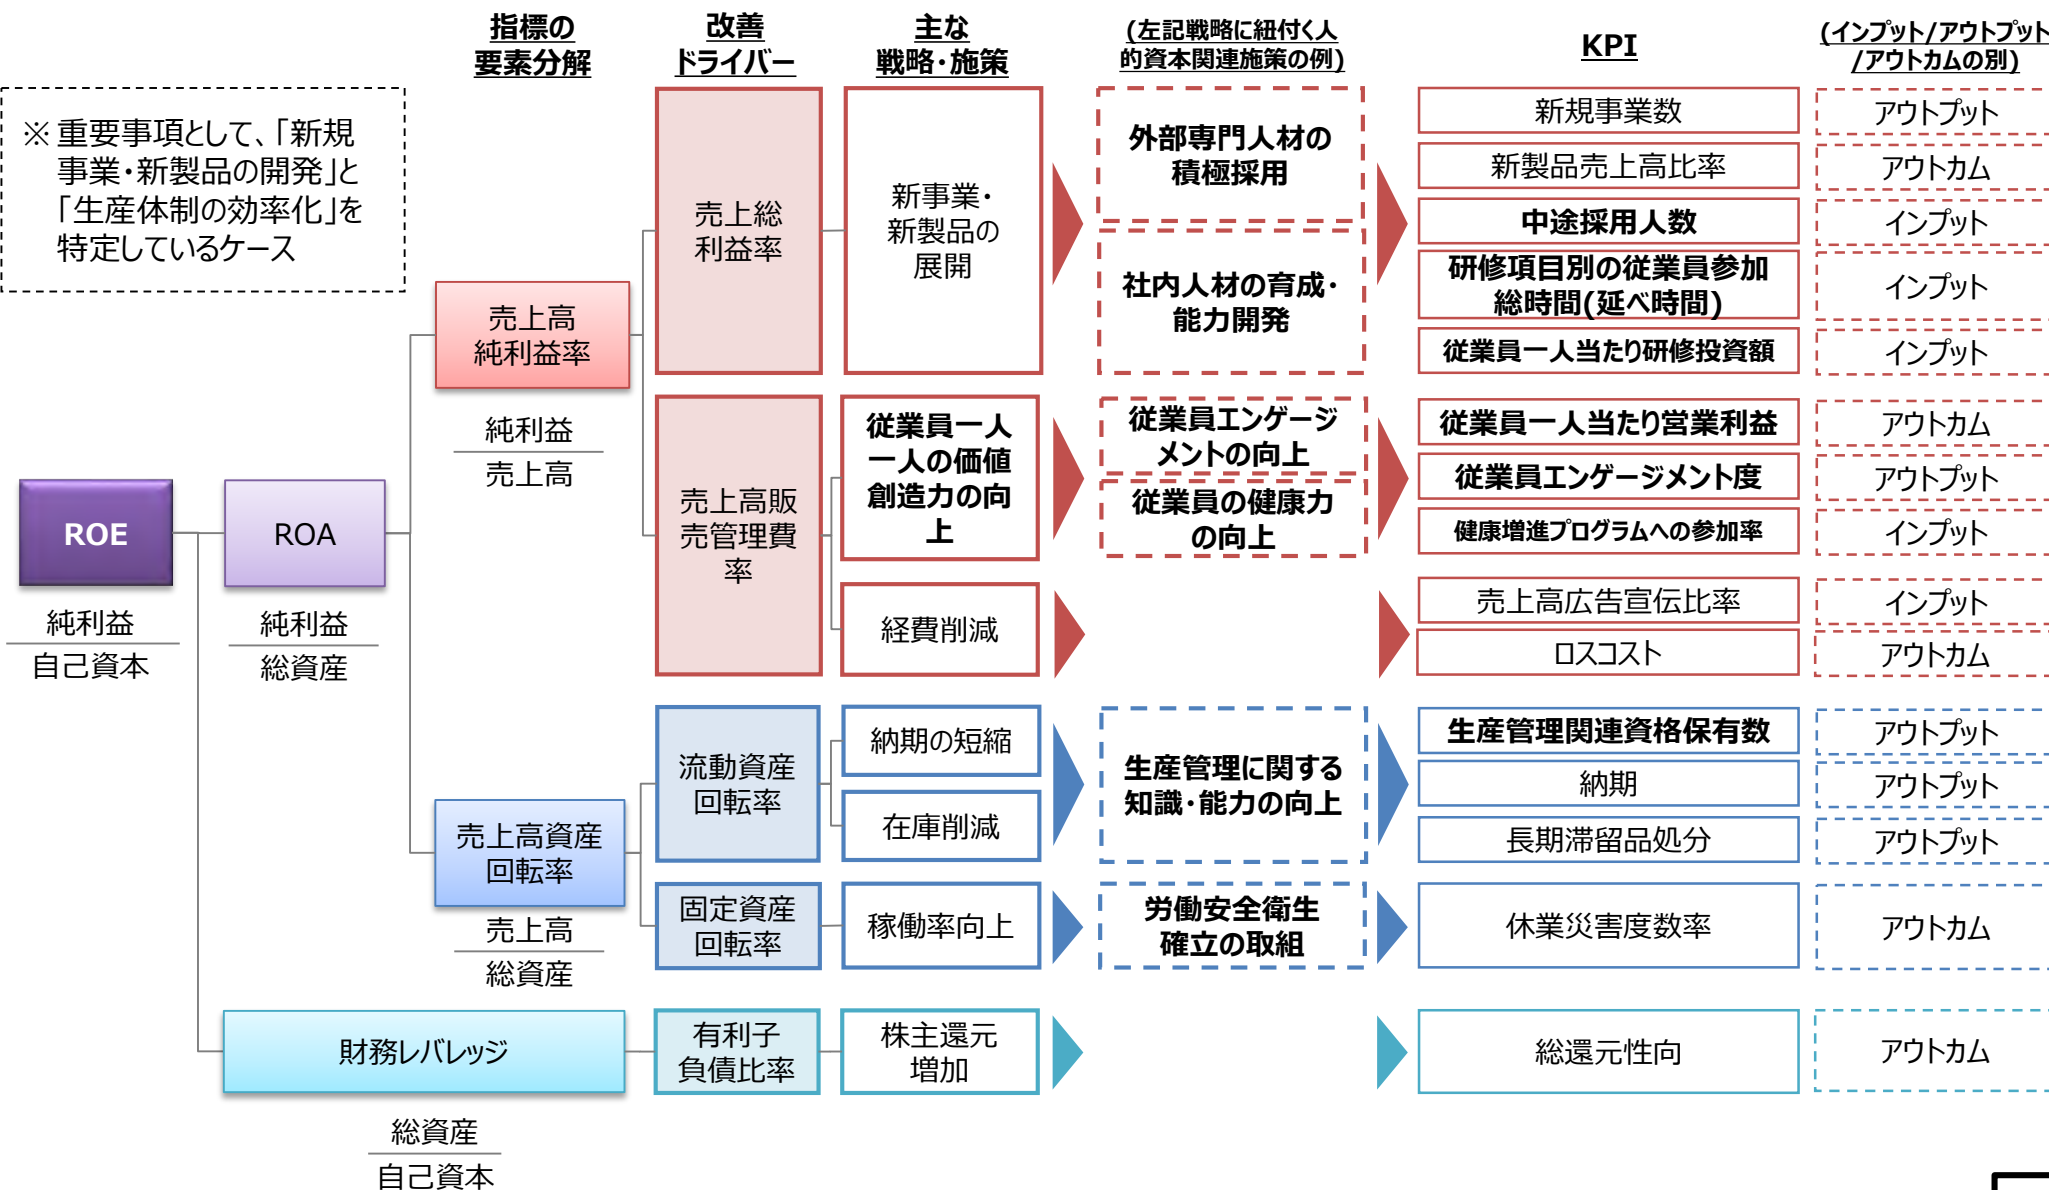 指標の
要素分解
改善
ドライバー
主な
戦略・施策
(左記戦略に紐付く人
的資本関連施策の例)
KPI
(インプット/アウトプット
/アウトカムの別)
※ 重要事項として、「新規
事業・新製品の開発」と
「生産体制の効率化」を
特定しているケース
ROE
純利益
自己資本
ROA
純利益
総資産
売上高
純利益率
純利益
売上高
売上総
利益率
新事業・
新製品の
展開
外部専門人材の
積極採用
社内人材の育成・
能力開発
新規事業数
アウトプット
新製品売上高比率
アウトカム
中途採用人数
インプット
研修項目別の従業員参加
総時間(延べ時間)
インプット
従業員一人当たり研修投資額
インプット
売上高販
売管理費
率
従業員一人
一人の価値
創造力の向
上
従業員エンゲージ
メントの向上
従業員の健康力
の向上
従業員一人当たり営業利益
アウトカム
従業員エンゲージメント度
アウトプット
健康増進プログラムへの参加率
インプット
経費削減
売上高広告宣伝比率
インプット
ロスコスト
アウトカム
売上高資産
回転率
売上高
総資産
流動資産
回転率
納期の短縮
在庫削減
生産管理に関する
知識・能力の向上
生産管理関連資格保有数
アウトプット
納期
アウトプット
長期滞留品処分
アウトプット
固定資産
回転率
稼働率向上
労働安全衛生
確立の取組
休業災害度数率
アウトカム
財務レバレッジ
総資産
自己資本
有利子
負債比率
株主還元
増加
総還元性向
アウトカム